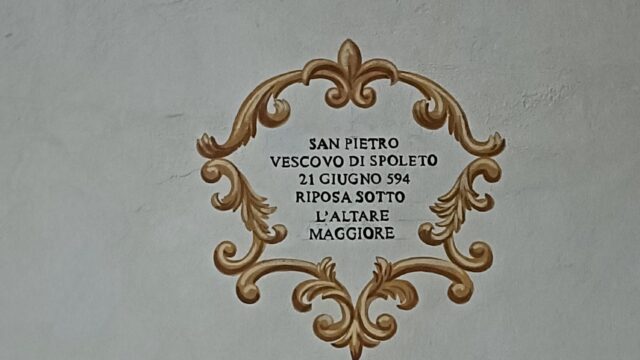 SAN PIETRO
VESCOVO DI SPOLETO
21 GIUGNO 594
RIPOSA SOTTO
L'ALTARE
MAGGIORE